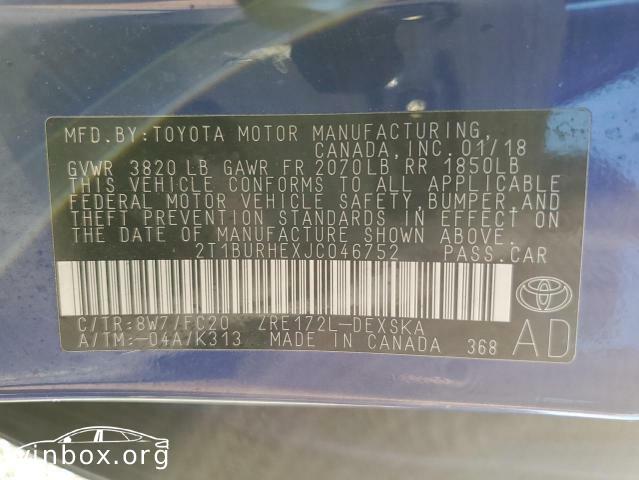 MFD.BY:TOYOTA MOTOR MANUFACTURING,
CANADA,INC. 01/18
GVWR 3820 LB GAWR FR 2070LB RR 1850LB
THIS VEHICLE CONFORMS TO ALL APPLICABLE
FEDERAL MOTOR VEHICLE SAFETY,BUMPER,AND
THEFT PREVENTION STANDARDS IN EFFECT ON
THE DATE OF MANUFACTURE SHOWN ABOVE.
2T1BURHEXJC046752 PASS.CAR
C/TR:8W7/FC20 ZRE172L-DEXSKA
A/TM:-04A/K313 MADE IN CANADA 368 AD
vinbox.org